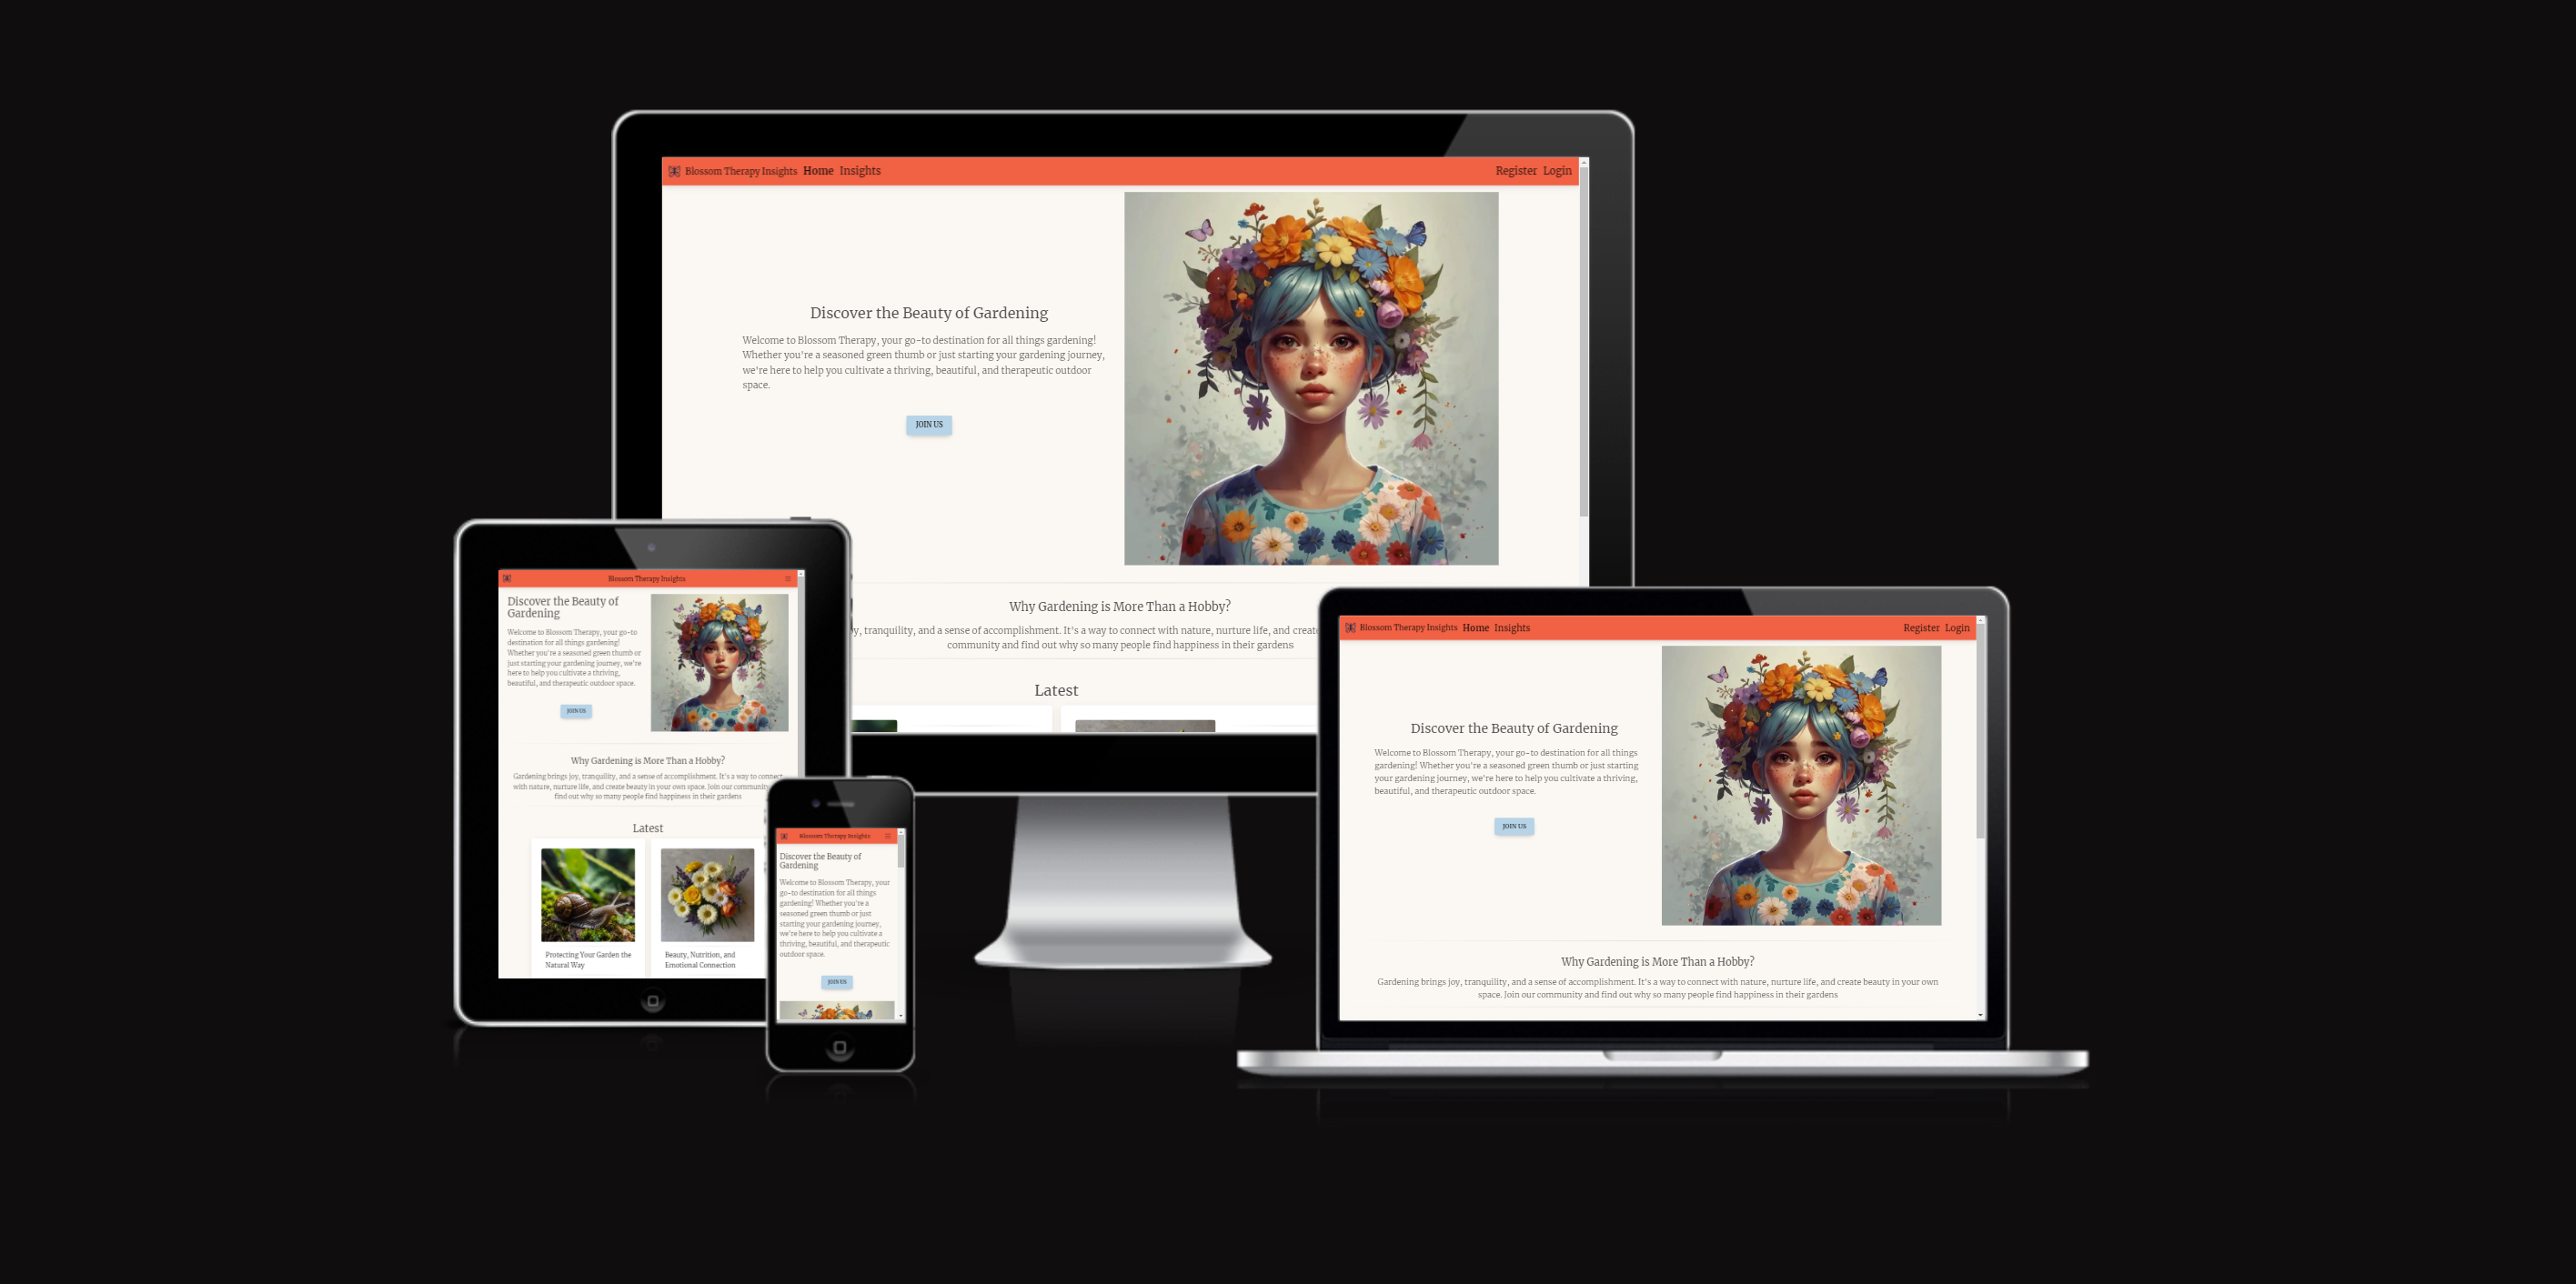 Blossom Therapy Insights Home Insights Register Login
Discover the Beauty of Gardening
Welcome to Blossom Therapy, your go-to destination for all things gardening!
Whether you're a seasoned green thumb or just starting your gardening journey,
we're here to help you cultivate a thriving, beautiful, and therapeutic outdoor
space.
JOIN US
Why Gardening is More Than a Hobby?
y, tranquility, and a sense of accomplishment. It's a way to connect with nature, nurture life, and create
community and find out why so many people find happiness in their gardens
Latest
Blossom Therapy Insights
Discover the Beauty of
Gardening
Welcome to Blossom Therapy, your go-to
destination for all things gardening!
Whether you're a seasoned green thumb or
just starting your gardening journey, we're
here to help you cultivate a thriving,
beautiful, and therapeutic outdoor space.
JOIN US
Why Gardening is More Than a Hobby?
Gardening brings joy, tranquility, and a sense of accomplishment. It's a way to connect
with nature, nurture life, and create beauty in your own space. Join our community
find out why so many people find happiness in their gardens
Latest
Protecting Your Garden the
Natural Way
Beauty, Nutrition, and
Emotional Connection
Blossom Therapy Insights
Discover the Beauty of
Gardening
Welcome to Blossom Therapy, your
go-to destination for all things
gardening! Whether you're a
seasoned green thumb or just
starting your gardening journey,
we're here to help you cultivate a
thriving, beautiful, and therapeutic
outdoor space.
JOIN US
Blossom Therapy Insights Home Insights Register Login
Discover the Beauty of Gardening
Welcome to Blossom Therapy, your go-to destination for all things
gardening! Whether you're a seasoned green thumb or just starting
your gardening journey, we're here to help you cultivate a thriving,
beautiful, and therapeutic outdoor space.
JOIN US
Why Gardening is More Than a Hobby?
Gardening brings joy, tranquility, and a sense of accomplishment. It's a way to connect with nature, nurture life, and create beauty in your own
space. Join our community and find out why so many people find happiness in their gardens